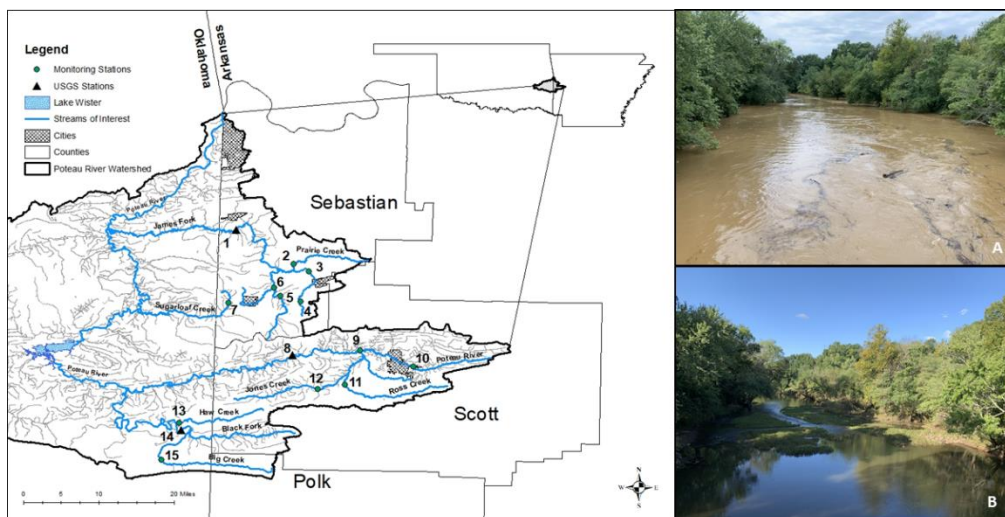 Legend
Monitoring Stations
USGS Stations
Lake Wister
Streams of Interest
Cities
Counties
Poteau River Watershed
Oklahoma
Arkansas
Poteau River
James Fork
1
Sebastian
Prairie Creek
2
3
6
5
4
7
Sugarloaf Creek
8
9
10
Poteau River
Poteau River
Jones Creek
12
11
Ross Creek
Scott
13
Haw Creek
14
Black Fork
15
Big Creek
Polk
0 5 10 20 Miles
N
W E
S
A
B